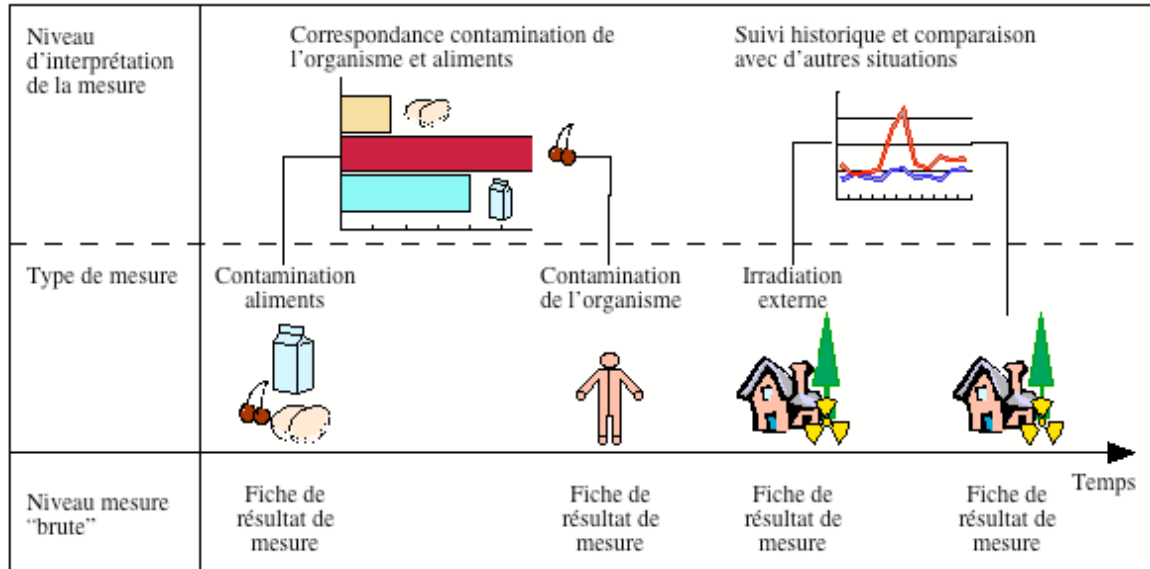 Niveau
d'interprétation
de la mesure
Correspondance contamination de
l'organisme et aliments
Suivi historique et comparaison
avec d'autres situations
Type de mesure
Contamination
aliments
Contamination
de l'organisme
Irradiation
externe
Temps
Niveau mesure
“brute”
Fiche de
résultat de
mesure
Fiche de
résultat de
mesure
Fiche de
résultat de
mesure
Fiche de
résultat de
mesure